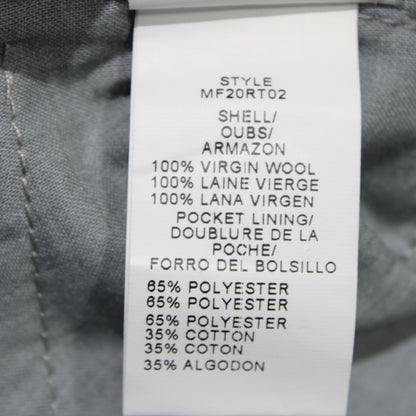 STYLE
MF20RT02
SHELL/
OUBS/
ARMAZON
100% VIRGIN WOOL
100% LAINE VIERGE
100% LANA VIRGEN
POCKET LINING/
DOUBLURE DE LA
POCHE/
FORRO DEL BOLSILLO
65% POLYESTER
65% POLYESTER
65% POLYESTER
35% COTTON
35% COTON
35% ALGODON